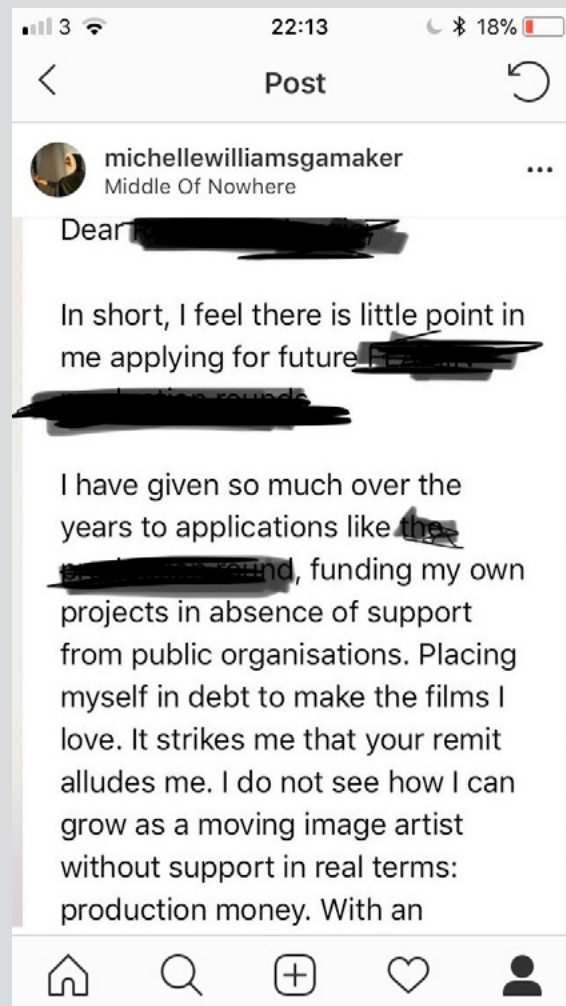 3 22:13 18%
Post
michellewilliamsgamaker
Middle Of Nowhere
Dear
In short, I feel there is little point in
me applying for future
I have given so much over the
years to applications like the
, funding my own
projects in absence of support
from public organisations. Placing
myself in debt to make the films I
love. It strikes me that your remit
alludes me. I do not see how I can
grow as a moving image artist
without support in real terms:
production money. With an